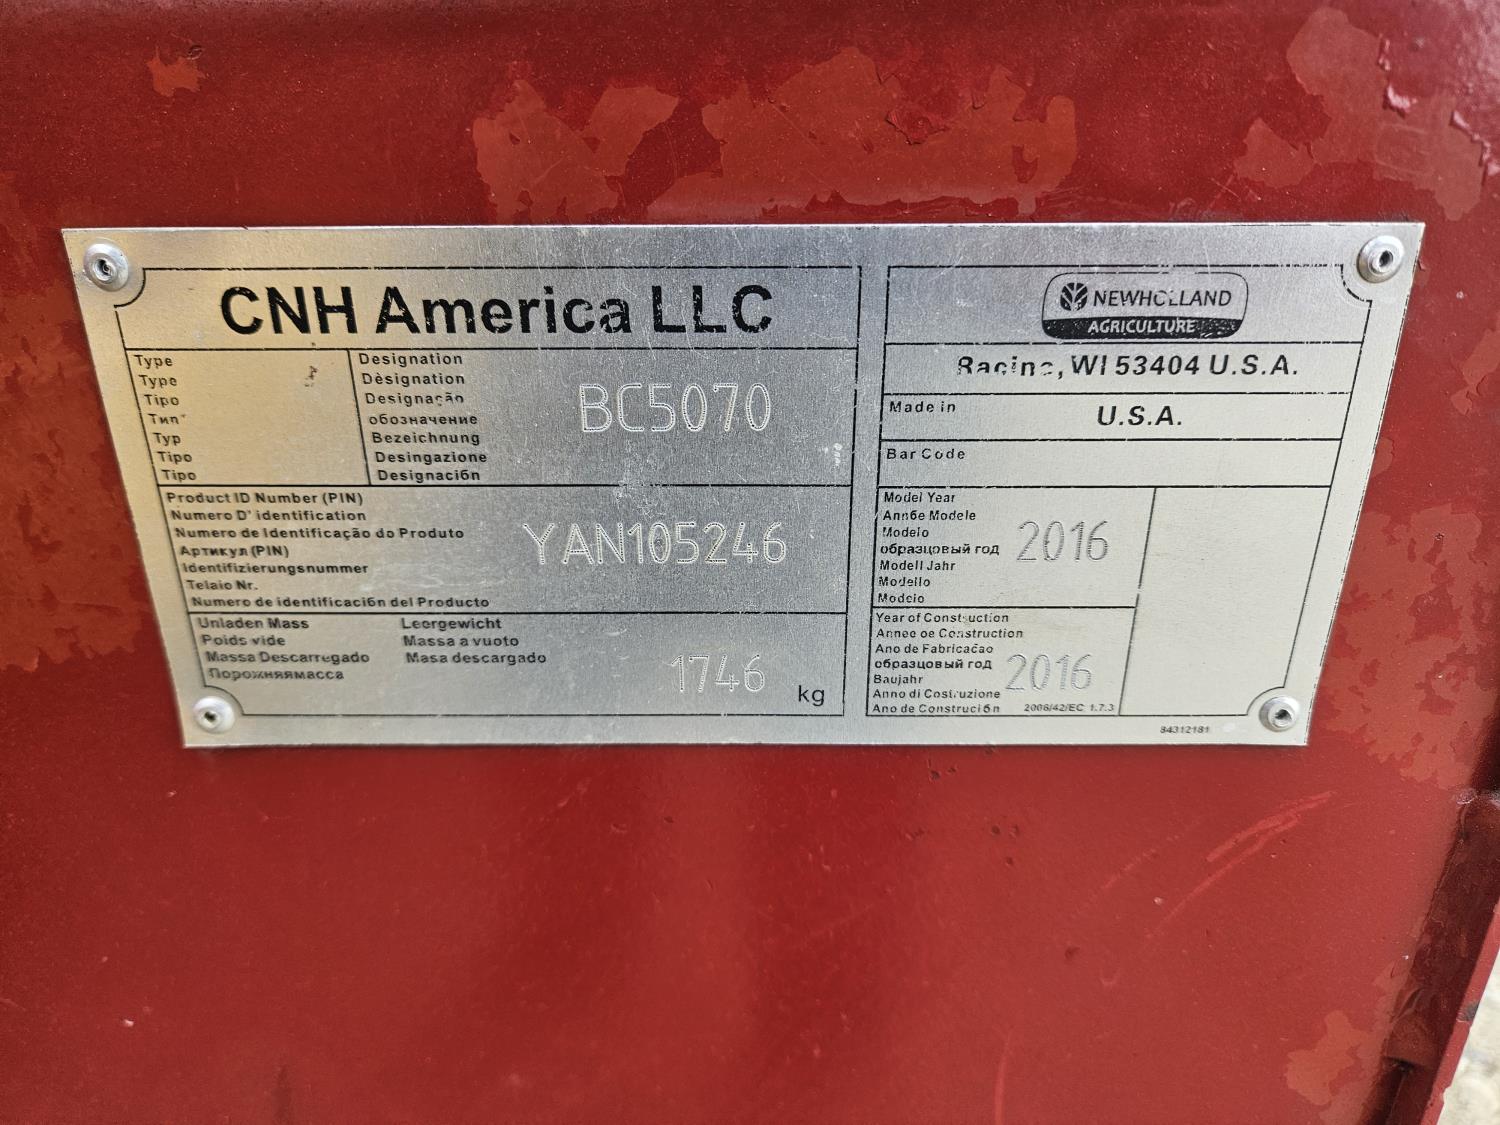 CNH America LLC
Type
Type
Tipo
Тип
Typ
Tipo
Tipo
Designation
Dèsignation
Designação
обозначение
Bezeichnung
Desingazione
Designación
BC5070
Product ID Number (PIN)
Numero D' identification
Numero de Identificação do Produto
Артикул (PIN)
Identifizierungsnummer
Telaio Nr.
Numero de identificación del Producto
YAN105246
Unladen Mass
Poids vide
Massa Descarregado
Порожняямасса
Leergewicht
Massa a vuoto
Masa descargado
1746 kg
NEW HOLLAND
AGRICULTURE
Racine, WI 53404 U.S.A.
Made in
U.S.A.
Bar Code
Model Year
Année Modele
Modelo
образцовый год
Modell Jahr
Modello
Modelo
2016
Year of Construction
Annee de Construction
Ano de Fabricacao
образцовый год
Baujahr
Anno di Costruzione
Ano de Construción
2016
2006/42/EC 1.7.3
84312181